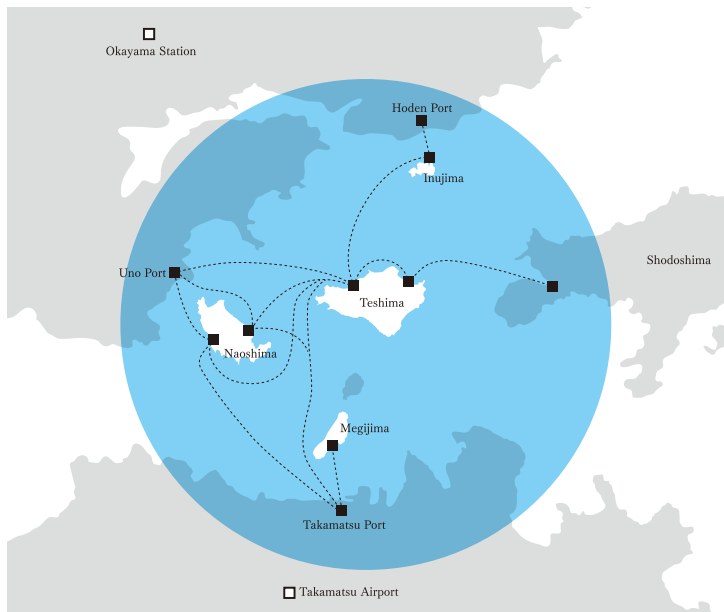 Okayama Station
Hoden Port
Inujima
Shodoshima
Uno Port
Teshima
Naoshima
Megijima
Takamatsu Port
Takamatsu Airport